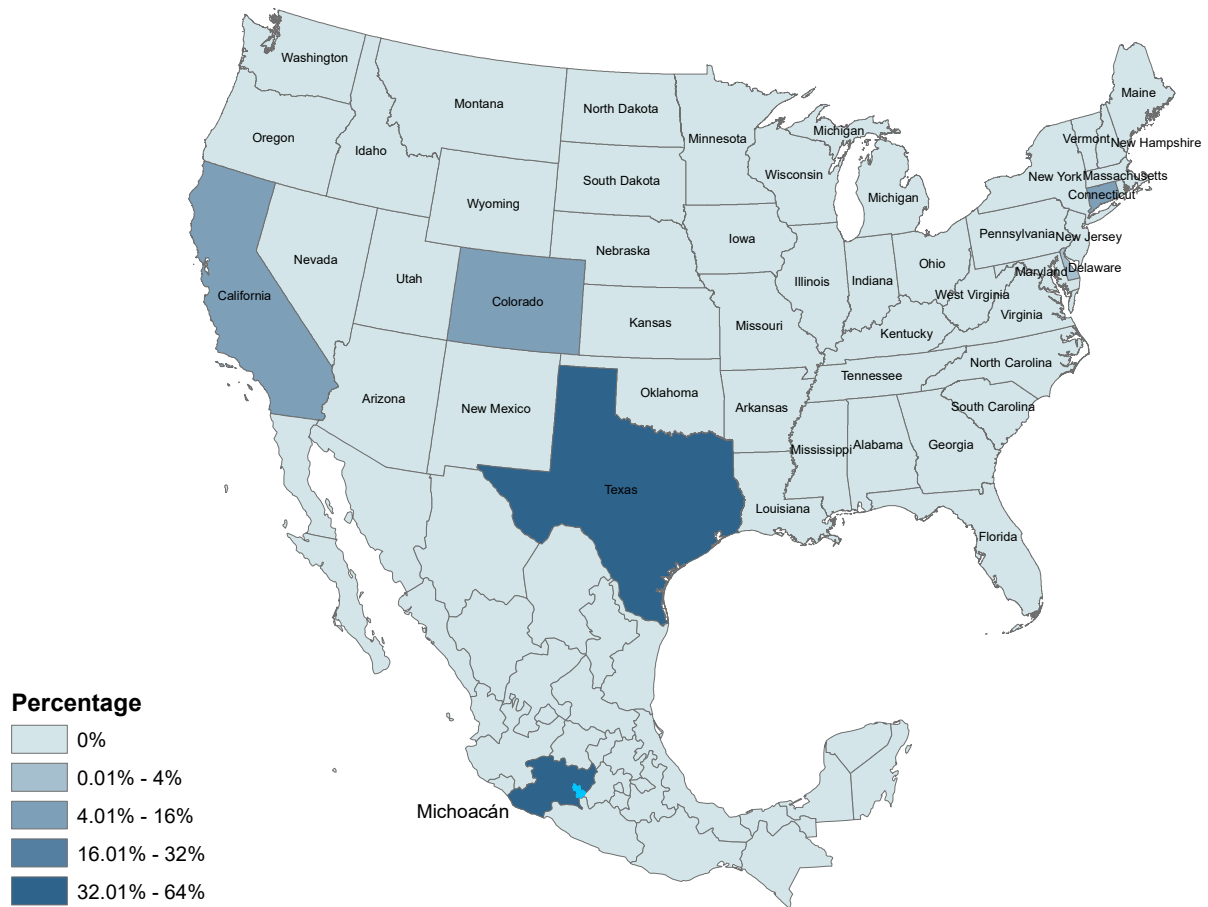 Washington
Maine
Montana
North Dakota
Michigan
Minnesota
Oregon
Vermont
New Hampshire
Idaho
Wisconsin
New York
Massachusetts
South Dakota
Connecticut
Michigan
Wyoming
Pennsylvania
New Jersey
Iowa
Nebraska
Nevada
Ohio
Delaware
Maryland
Utah
Illinois
Indiana
California
West Virginia
Colorado
Virginia
Kansas
Missouri
Kentucky
North Carolina
Tennessee
Oklahoma
Arizona
New Mexico
Arkansas
South Carolina
Mississippi
Alabama
Georgia
Texas
Louisiana
Florida
Percentage
0%
0.01% - 4%
4.01% - 16%
16.01% - 32%
32.01% - 64%
Michoacán